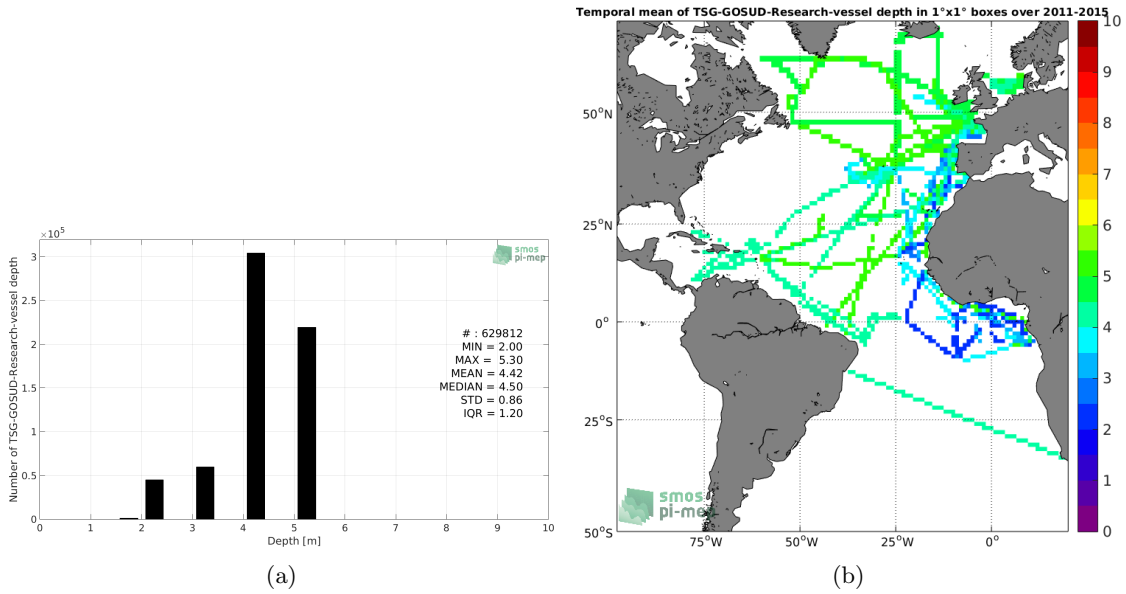 ×10⁵
3
2.5
2
1.5
1
0.5
0
Number of TSG-GOSUD-Research-vessel depth
smos
pi-mep
# : 629812
MIN = 2.00
MAX = 5.30
MEAN = 4.42
MEDIAN = 4.50
STD = 0.86
IQR = 1.20
0 1 2 3 4 5 6 7 8 9 10
Depth [m]
(a)
Temporal mean of TSG-GOSUD-Research-vessel depth in 1°x1° boxes over 2011-2015
50°N
25°N
0°
25°S
50°S
75°W 50°W 25°W 0°
smos
pi-mep
10
9
8
7
6
5
4
3
2
1
0
(b)